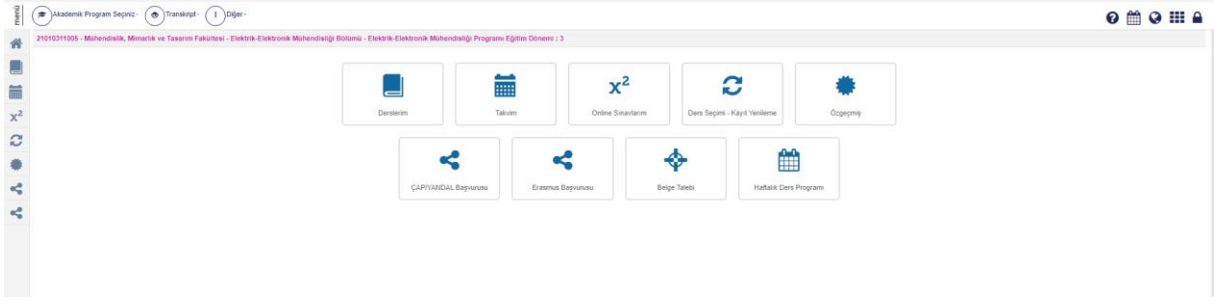 menü
Akademik Program Seçiniz- Transkript- Diğer-
21010311005 - Mühendislik, Mimarlık ve Tasarım Fakültesi - Elektrik-Elektronik Mühendisliği Bölümü - Elektrik-Elektronik Mühendisliği Programı Eğitim Dönemi : 3
x²
Derslerim
Takvim
x²
Online Sınavlarım
Ders Seçimi - Kayıt Yenileme
Özgeçmiş
ÇAP/YANDAL Başvurusu
Erasmus Başvurusu
Belge Talebi
Haftalık Ders Programı